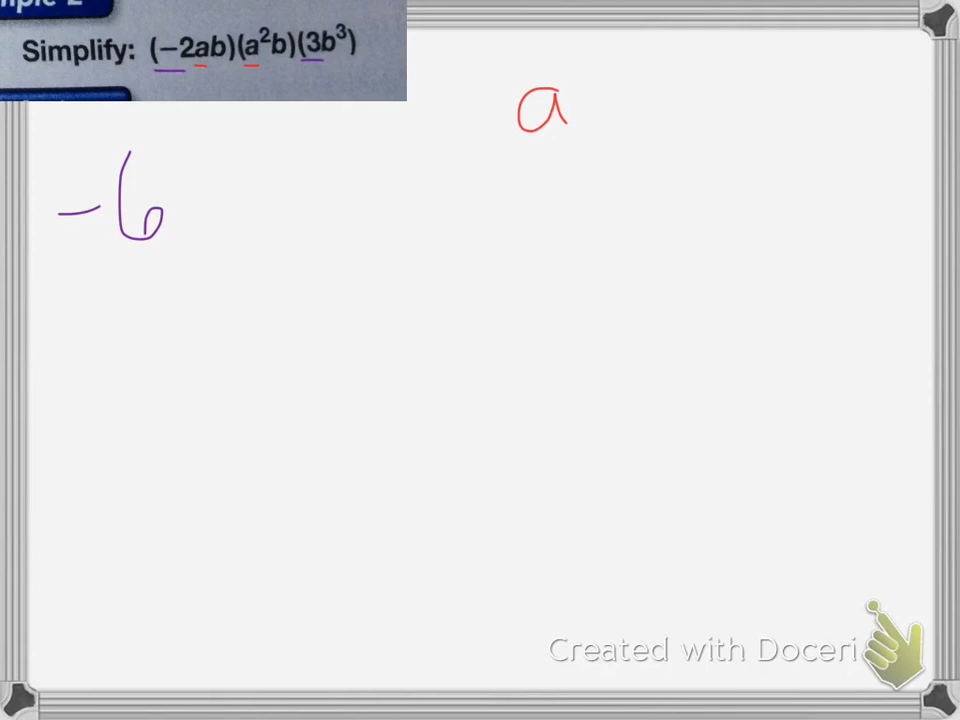 Simplify: (−2ab)(a²b)(3b³)
a
−6
Created with Doceri